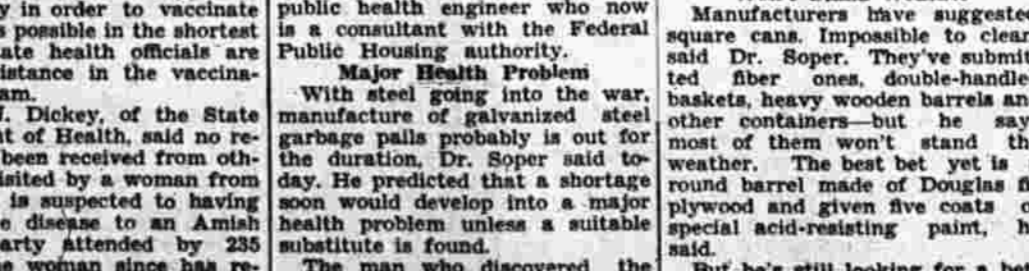 in order to vaccinate
possible in the shortest
ate health officials are
istance in the vaccina-
am.
Dickey, of the State
t of Health, said no re-
been received from oth-
isited by a woman from
is suspected to having
e disease to an Amish
arty attended by 235
woman since has re-
public health engineer who now
is a consultant with the Federal
Public Housing authority.
Major Health Problem
With steel going into the war,
manufacture of galvanized steel
garbage pails probably is out for
the duration, Dr. Soper said to-
day. He predicted that a shortage
soon would develop into a major
health problem unless a suitable
substitute is found.
The man who discovered the
Manufacturers have suggeste
square cans. Impossible to clean
said Dr. Soper. They've submit
ted fiber ones, double-handle
baskets, heavy wooden barrels an
other containers—but he say
most of them won't stand th
weather. The best bet yet is
round barrel made of Douglas fi
plywood and given five coats o
special acid-resisting paint, h
said.
But he's still looking for a be